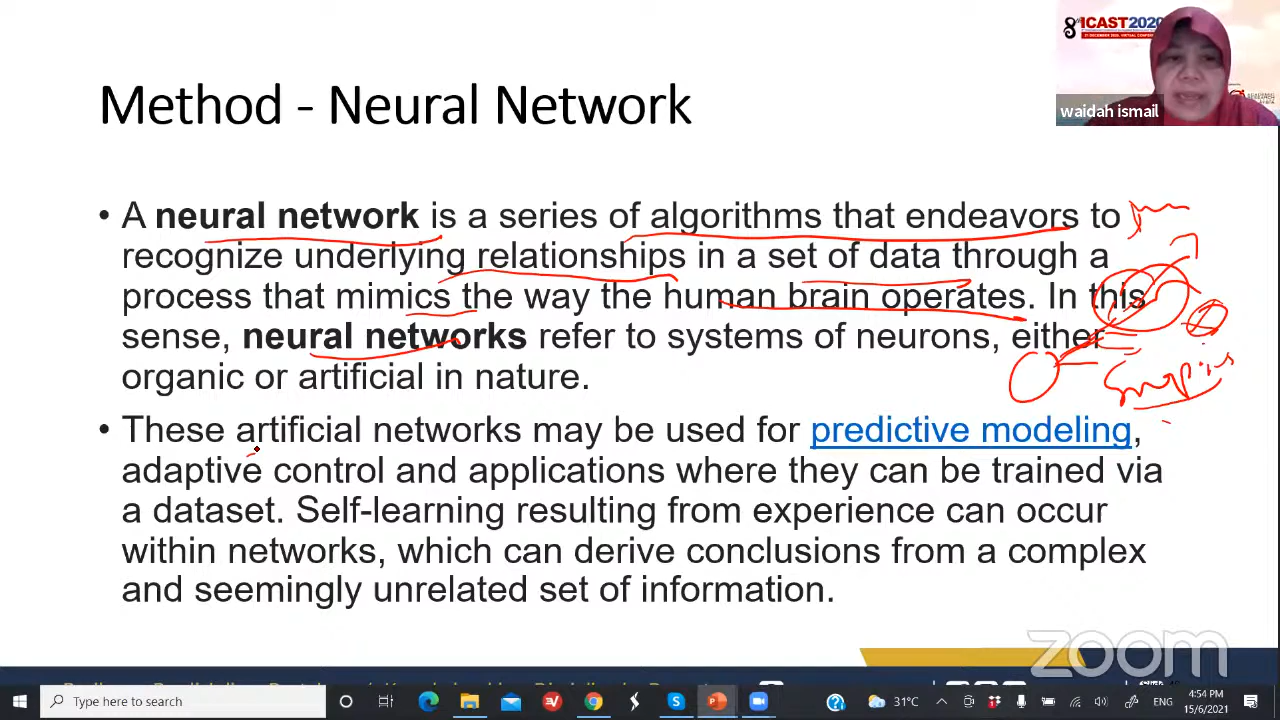 8th ICAST2020
waidah ismail
Method - Neural Network
• A neural network is a series of algorithms that endeavors to
recognize underlying relationships in a set of data through a
process that mimics the way the human brain operates. In this
sense, neural networks refer to systems of neurons, either
organic or artificial in nature.
• These artificial networks may be used for predictive modeling,
adaptive control and applications where they can be trained via
a dataset. Self-learning resulting from experience can occur
within networks, which can derive conclusions from a complex
and seemingly unrelated set of information.
zoom
Type here to search
31°C
ENG
4:54 PM
15/6/2021